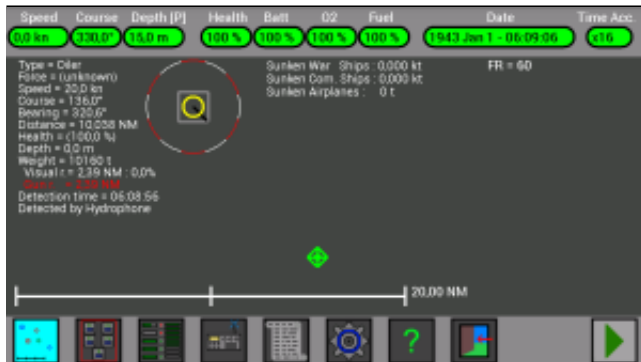 Speed Course Depth [P] Health Batt O2 Fuel Date Time Acc.
0,0 kn 330,0° 15,0 m 100 % 100 % 100 % 100 % 1943 Jan 1 - 06:09:06 x16
Type = Oiler
Force = (unknown)
Speed = 20,0 kn
Course = 136,0°
Bearing = 320,6°
Distance = 10,038 NM
Health = (100,0 %)
Depth = 0,0 m
Weight = 10160 t
Visual r. = 2,39 NM : 0,0%
= 2,39 NM
Detection time = 06:08:56
Detected by Hydrophone
Sunken War Ships : 0,000 kt
Sunken Com. Ships : 0,000 kt
Sunken Airplanes : 0 t
FR = 60
20,00 NM
?